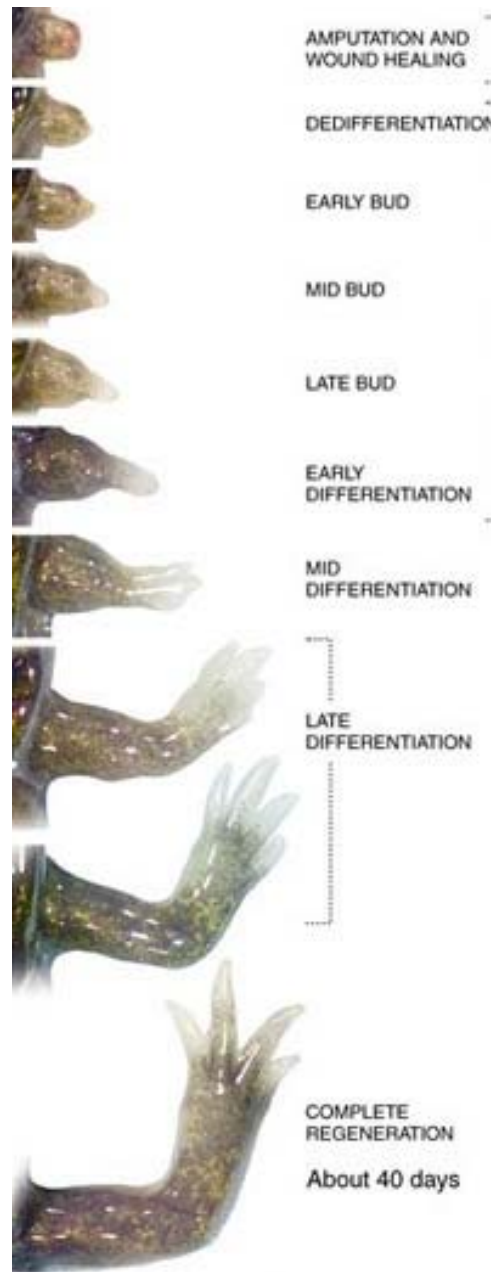 AMPUTATION AND
WOUND HEALING
DEDIFFERENTIATION
EARLY BUD
MID BUD
LATE BUD
EARLY
DIFFERENTIATION
MID
DIFFERENTIATION
LATE
DIFFERENTIATION
COMPLETE
REGENERATION
About 40 days